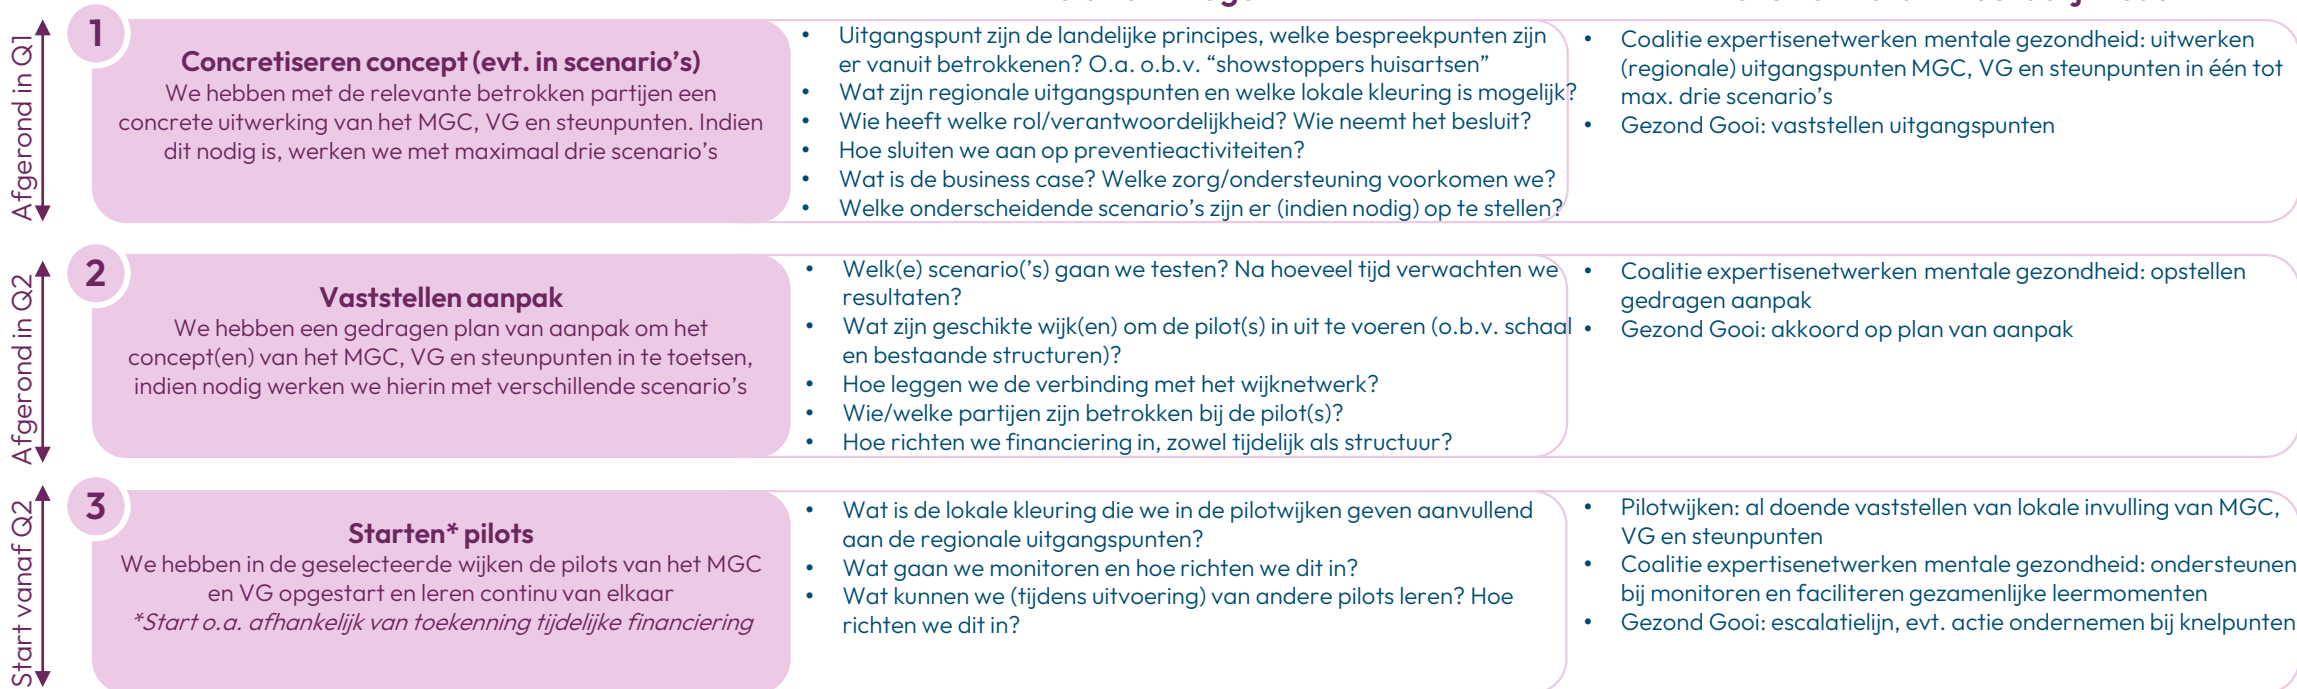 Afgerond in Q1
1
Concretiseren concept (evt. in scenario's)
We hebben met de relevante betrokken partijen een
concrete uitwerking van het MGC, VG en steunpunten. Indien
dit nodig is, werken we met maximaal drie scenario's
• Uitgangspunt zijn de landelijke principes, welke bespreekpunten zijn
er vanuit betrokkenen? O.a. o.b.v. “showstoppers huisartsen”
• Wat zijn regionale uitgangspunten en welke lokale kleuring is mogelijk?
• Wie heeft welke rol/verantwoordelijkheid? Wie neemt het besluit?
• Hoe sluiten we aan op preventieactiviteiten?
• Wat is de business case? Welke zorg/ondersteuning voorkomen we?
• Welke onderscheidende scenario's zijn er (indien nodig) op te stellen?
• Coalitie expertisenetwerken mentale gezondheid: uitwerken
(regionale) uitgangspunten MGC, VG en steunpunten in één tot
max. drie scenario's
• Gezond Gooi: vaststellen uitgangspunten
Afgerond in Q2
2
Vaststellen aanpak
We hebben een gedragen plan van aanpak om het
concept(en) van het MGC, VG en steunpunten in te toetsen,
indien nodig werken we hierin met verschillende scenario's
• Welk(e) scenario('s) gaan we testen? Na hoeveel tijd verwachten we
resultaten?
• Wat zijn geschikte wijk(en) om de pilot(s) in uit te voeren (o.b.v. schaal
en bestaande structuren)?
• Hoe leggen we de verbinding met het wijknetwerk?
• Wie/welke partijen zijn betrokken bij de pilot(s)?
• Hoe richten we financiering in, zowel tijdelijk als structuur?
• Coalitie expertisenetwerken mentale gezondheid: opstellen
gedragen aanpak
• Gezond Gooi: akkoord op plan van aanpak
Start vanaf Q2
3
Starten* pilots
We hebben in de geselecteerde wijken de pilots van het MGC
en VG opgestart en leren continu van elkaar
*Start o.a. afhankelijk van toekenning tijdelijke financiering
• Wat is de lokale kleuring die we in de pilotwijken geven aanvullend
aan de regionale uitgangspunten?
• Wat gaan we monitoren en hoe richten we dit in?
• Wat kunnen we (tijdens uitvoering) van andere pilots leren? Hoe
richten we dit in?
• Pilotwijken: al doende vaststellen van lokale invulling van MGC,
VG en steunpunten
• Coalitie expertisenetwerken mentale gezondheid: ondersteunen
bij monitoren en faciliteren gezamenlijke leermomenten
• Gezond Gooi: escalatielijn, evt. actie ondernemen bij knelpunten